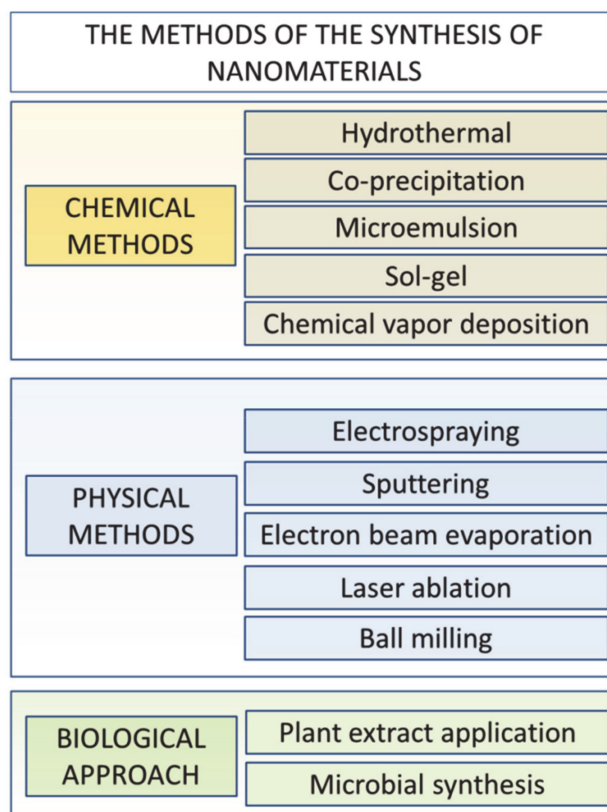 THE METHODS OF THE SYNTHESIS OF
NANOMATERIALS
CHEMICAL
METHODS
Hydrothermal
Co-precipitation
Microemulsion
Sol-gel
Chemical vapor deposition
PHYSICAL
METHODS
Electrospraying
Sputtering
Electron beam evaporation
Laser ablation
Ball milling
BIOLOGICAL
APPROACH
Plant extract application
Microbial synthesis